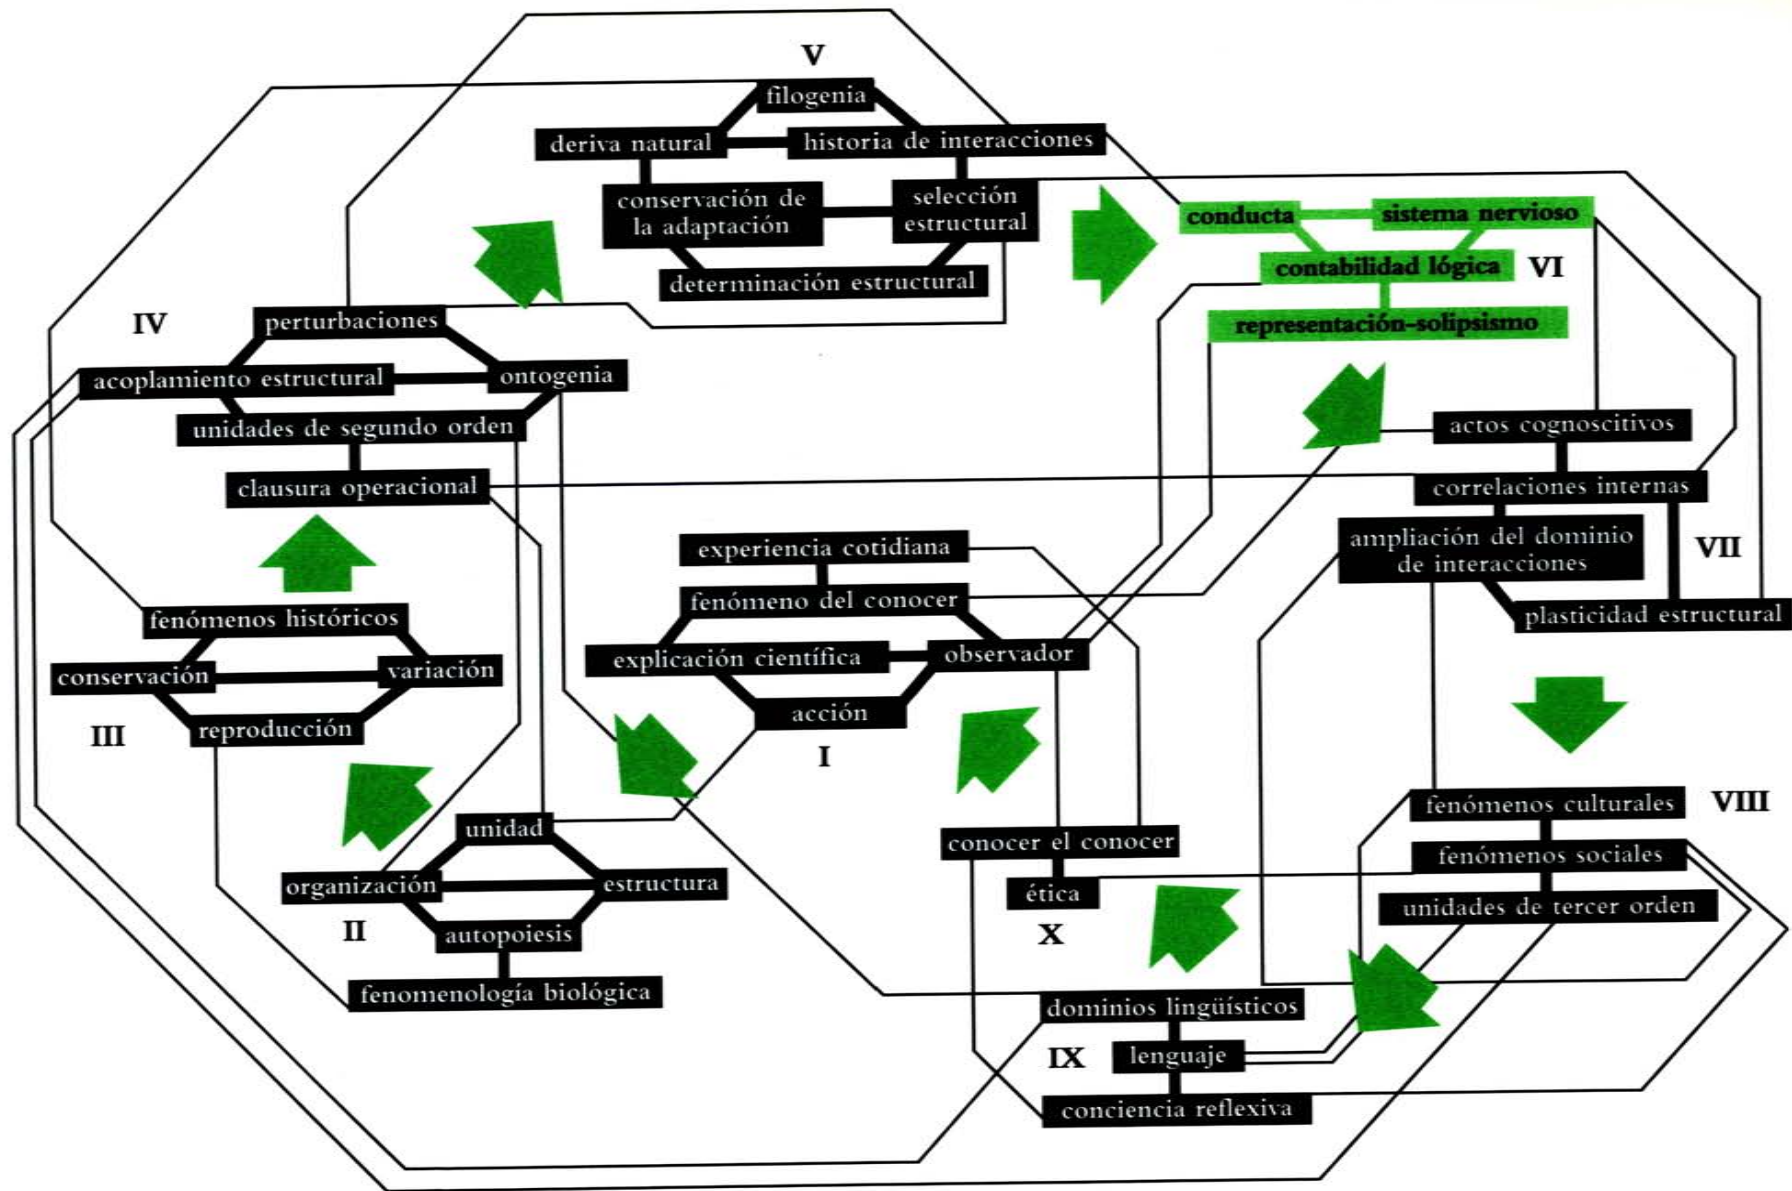 V
filogenia
deriva natural
historia de interacciones
conservación de
la adaptación
selección
estructural
determinación estructural
conducta
sistema nervioso
contabilidad lógica
VI
representación-solipsismo
IV
perturbaciones
acoplamiento estructural
ontogenia
unidades de segundo orden
clausura operacional
actos cognoscitivos
correlaciones internas
ampliación del dominio
de interacciones
VII
plasticidad estructural
experiencia cotidiana
fenómeno del conocer
explicación científica
observador
acción
I
fenómenos históricos
conservación
variación
reproducción
III
unidad
organización
estructura
II
autopoiesis
fenomenología biológica
conocer el conocer
ética
X
fenómenos culturales
VIII
fenómenos sociales
unidades de tercer orden
dominios lingüísticos
IX
lenguaje
conciencia reflexiva